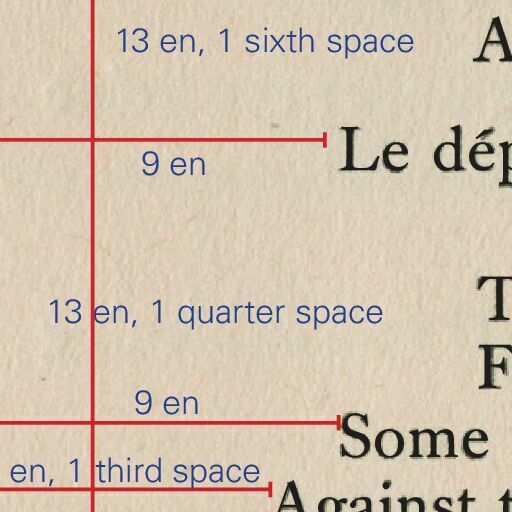 13 en, 1 sixth space A
Le dép
9 en
13 en, 1 quarter space T
F
9 en
Some
en, 1 third space
Against t